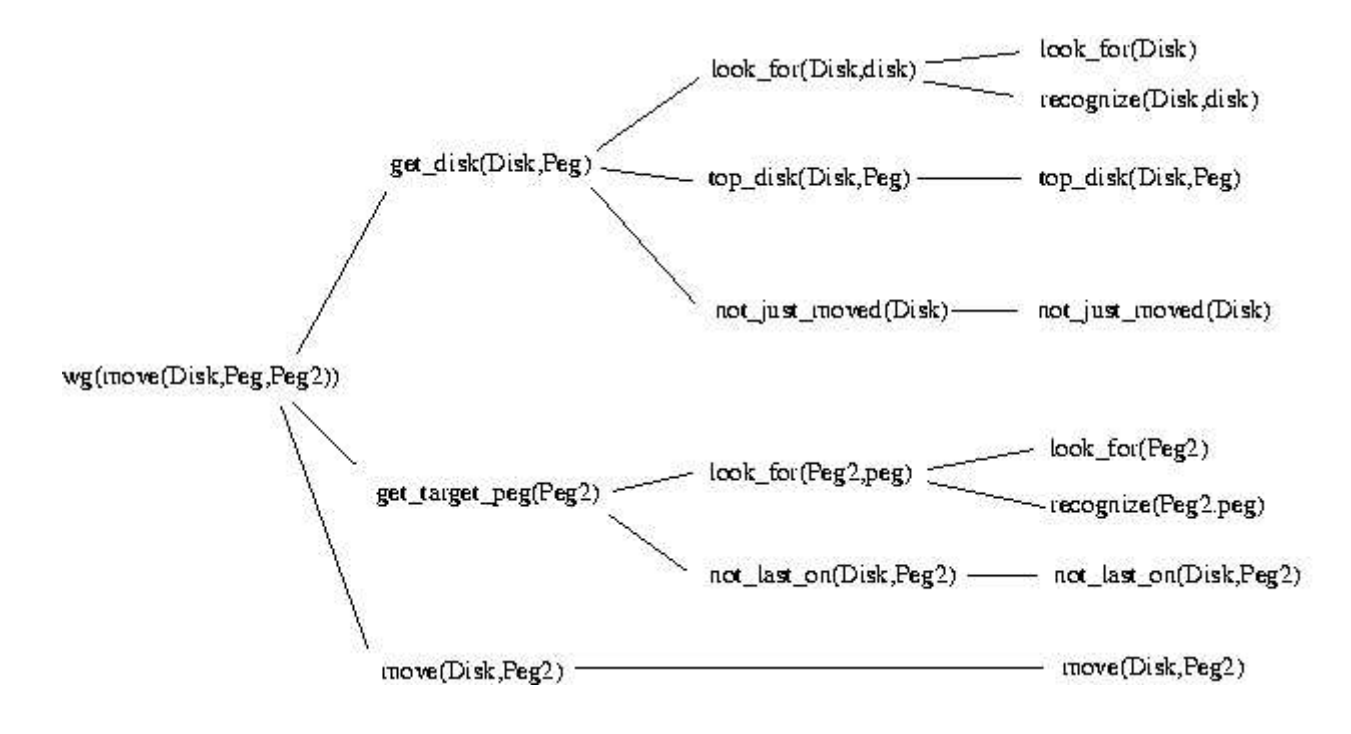 look_for(Disk)
look_for(Disk,disk)
recognize(Disk,disk)
get_disk(Disk,Peg)
top_disk(Disk,Peg)
top_disk(Disk,Peg)
not_just_moved(Disk)
not_just_moved(Disk)
wg(move(Disk,Peg,Peg2))
look_for(Peg2)
look_for(Peg2,peg)
get_target_peg(Peg2)
recognize(Peg2.peg)
not_last_on(Disk,Peg2)
not_last_on(Disk,Peg2)
move(Disk,Peg2)
move(Disk,Peg2)